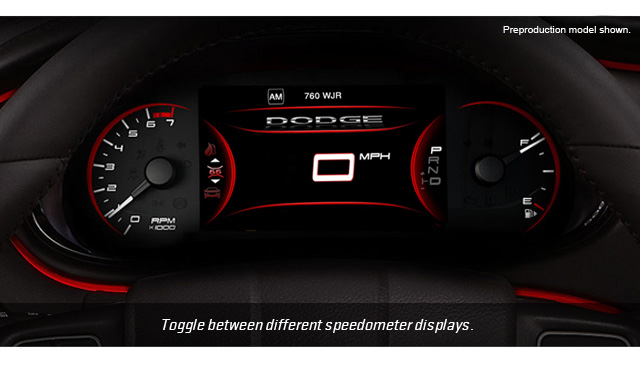 Preproduction model shown.
AM 760 WJR
DODGE
0 MPH
0 1 2 3 4 5 6 7
RPM
x1000
P
R
N
D
F
E
Toggle between different speedometer displays.